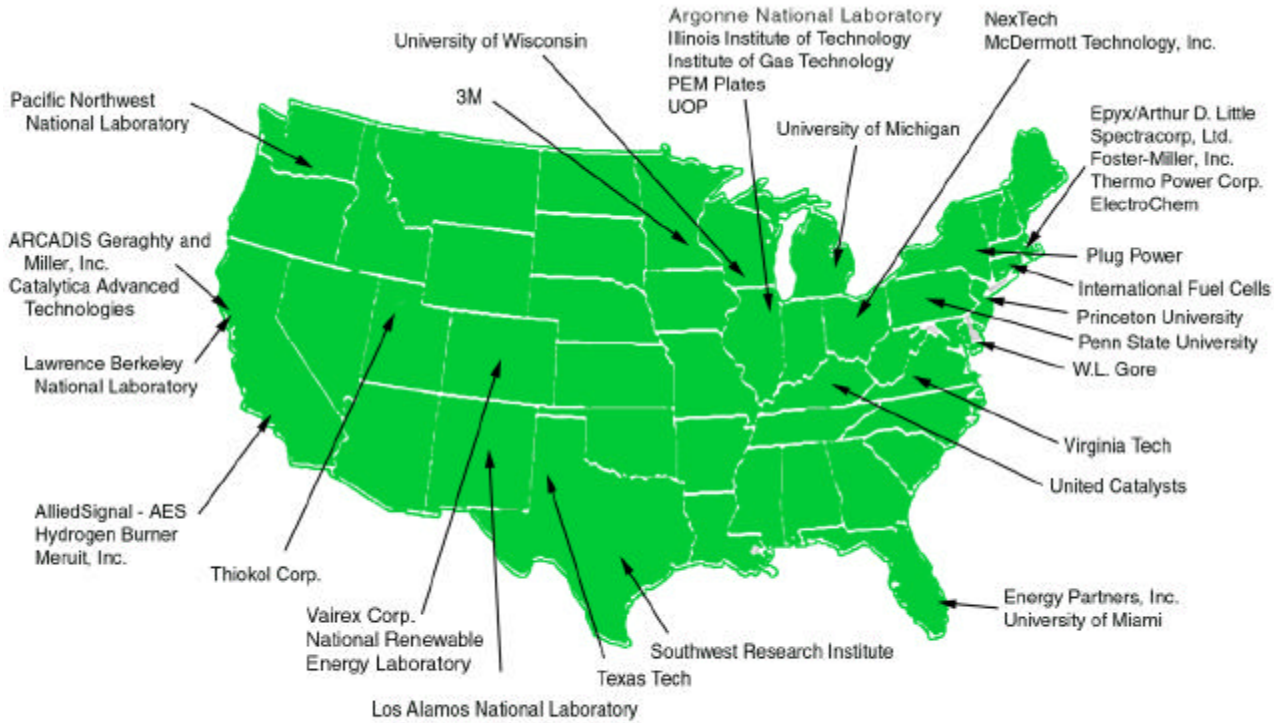 Argonne National Laboratory
Illinois Institute of Technology
Institute of Gas Technology
PEM Plates
UOP
NexTech
McDermott Technology, Inc.
University of Wisconsin
3M
Pacific Northwest
National Laboratory
University of Michigan
Epyx/Arthur D. Little
Spectracorp, Ltd.
Foster-Miller, Inc.
Thermo Power Corp.
ElectroChem
ARCADIS Geraghty and
Miller, Inc.
Catalytica Advanced
Technologies
Plug Power
International Fuel Cells
Princeton University
Penn State University
W.L. Gore
Lawrence Berkeley
National Laboratory
Virginia Tech
United Catalysts
AlliedSignal - AES
Hydrogen Burner
Meruit, Inc.
Thiokol Corp.
Vairex Corp.
National Renewable
Energy Laboratory
Energy Partners, Inc.
University of Miami
Southwest Research Institute
Texas Tech
Los Alamos National Laboratory